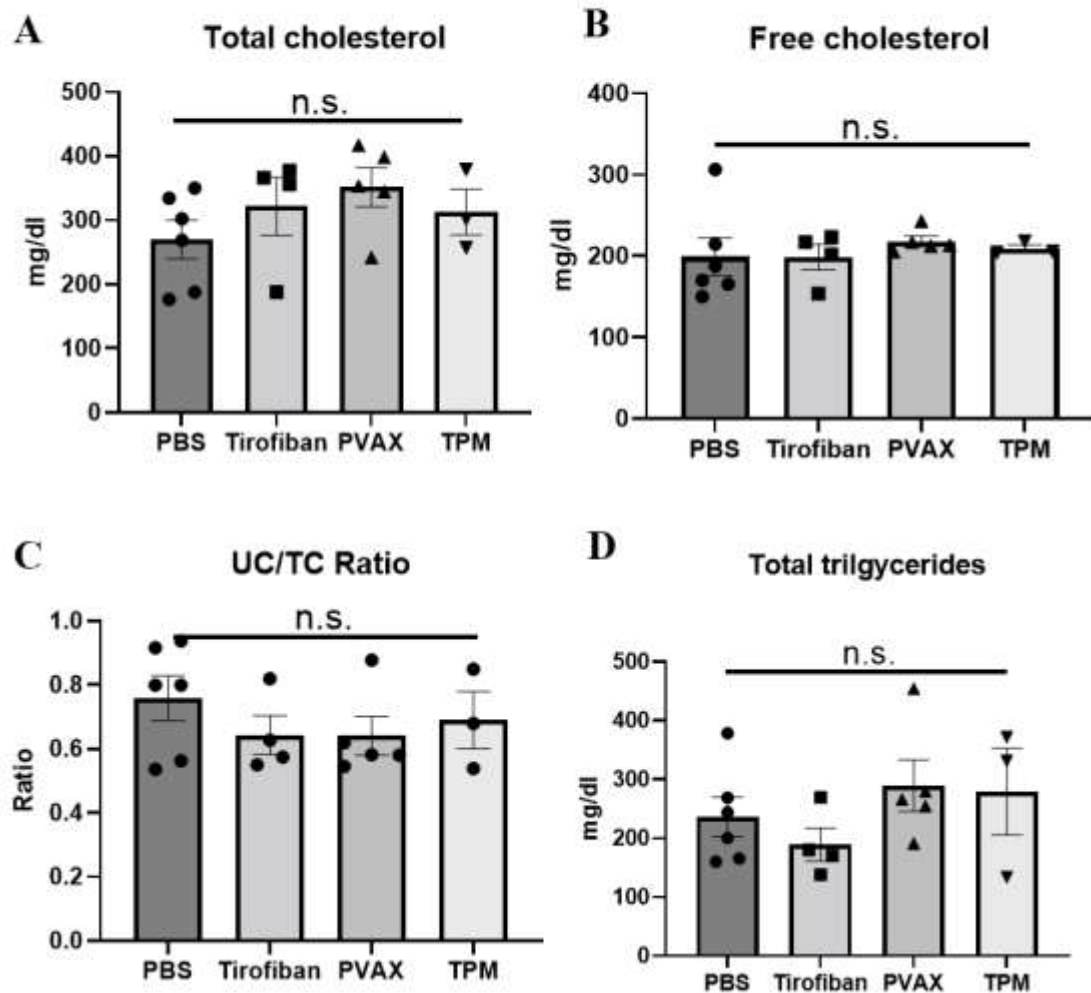 A
Total cholesterol
mg/dl
500
400
300
200
100
0
n.s.
PBS Tirofiban PVAX TPM
B
Free cholesterol
mg/dl
400
300
200
100
0
n.s.
PBS Tirofiban PVAX TPM
C
UC/TC Ratio
Ratio
1.0
0.8
0.6
0.4
0.2
0.0
n.s.
PBS Tirofiban PVAX TPM
D
Total trilgycerides
mg/dl
500
400
300
200
100
0
n.s.
PBS Tirofiban PVAX TPM